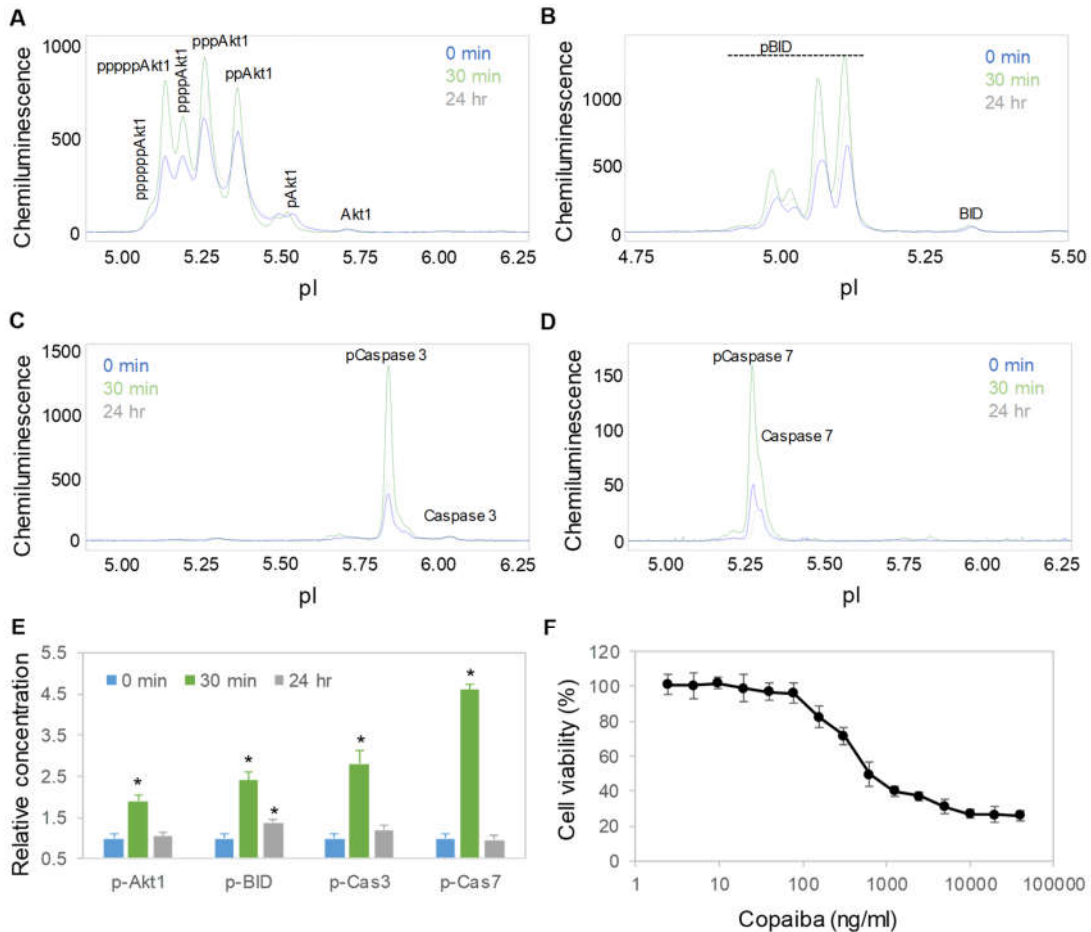 A
Chemiluminescence
1000
500
0
ppppppAkt1
pppppAkt1
ppppAkt1
pppAkt1
ppAkt1
pAkt1
Akt1
0 min
30 min
24 hr
5.00 5.25 5.50 5.75 6.00 6.25
pI
B
Chemiluminescence
1000
500
0
pBID
BID
0 min
30 min
24 hr
4.75 5.00 5.25 5.50
pI
C
Chemiluminescence
1500
1000
500
0
0 min
30 min
24 hr
pCaspase 3
Caspase 3
5.00 5.25 5.50 5.75 6.00 6.25
pI
D
Chemiluminescence
150
100
50
0
pCaspase 7
Caspase 7
0 min
30 min
24 hr
5.00 5.25 5.50 5.75 6.00 6.25
pI
E
Relative concentration
5.5
4.5
3.5
2.5
1.5
0.5
0 min 30 min 24 hr
*
*
*
*
*
p-Akt1 p-BID p-Cas3 p-Cas7
F
Cell viability (%)
120
100
80
60
40
20
0
1 10 100 1000 10000 100000
Copaiba (ng/ml)